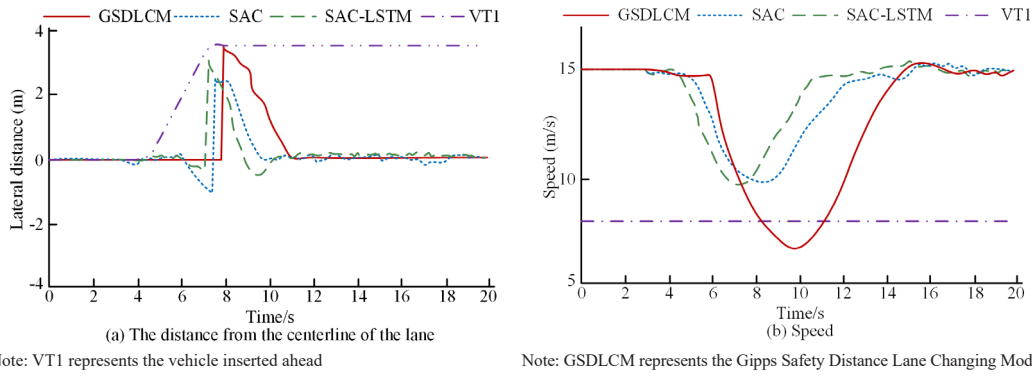 GSDLCM SAC SAC-LSTM VT1
Lateral distance (m)
4
2
0
-2
-4
0 2 4 6 8 10 12 14 16 18 20
Time/s
(a) The distance from the centerline of the lane
Note: VT1 represents the vehicle inserted ahead
GSDLCM SAC SAC-LSTM VT1
Speed (m/s)
15
10
5
0 2 4 6 8 10 12 14 16 18 20
Time/s
(b) Speed
Note: GSDLCM represents the Gipps Safety Distance Lane Changing Mod